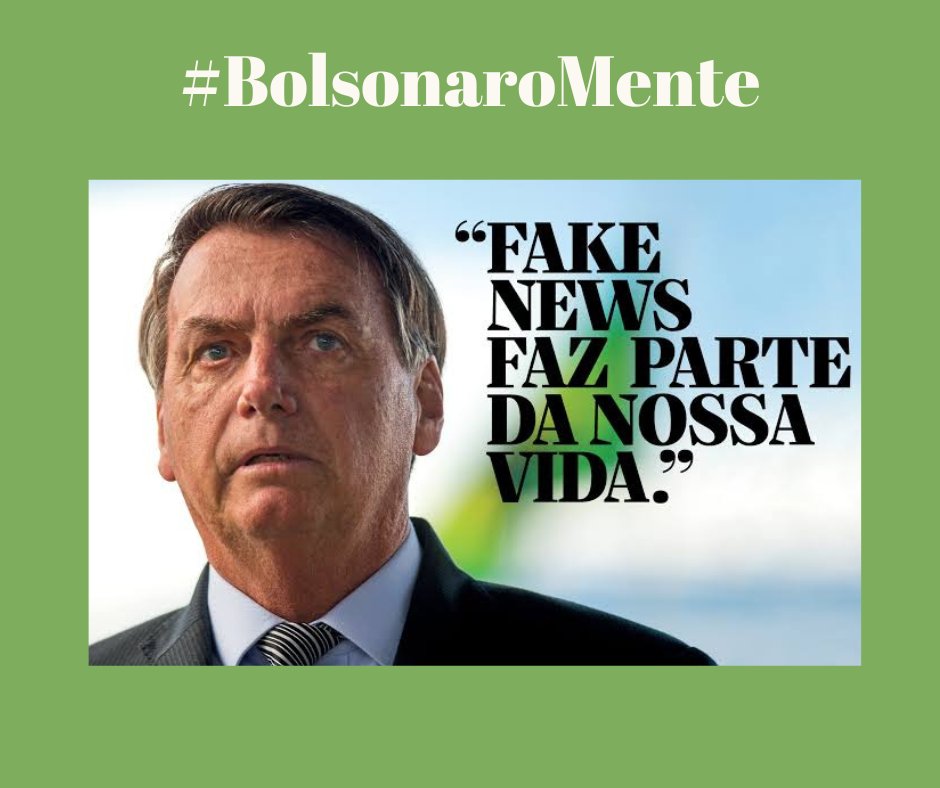 #BolsonaroMente
“FAKE
NEWS
FAZ PARTE
DA NOSSA
VIDA.”